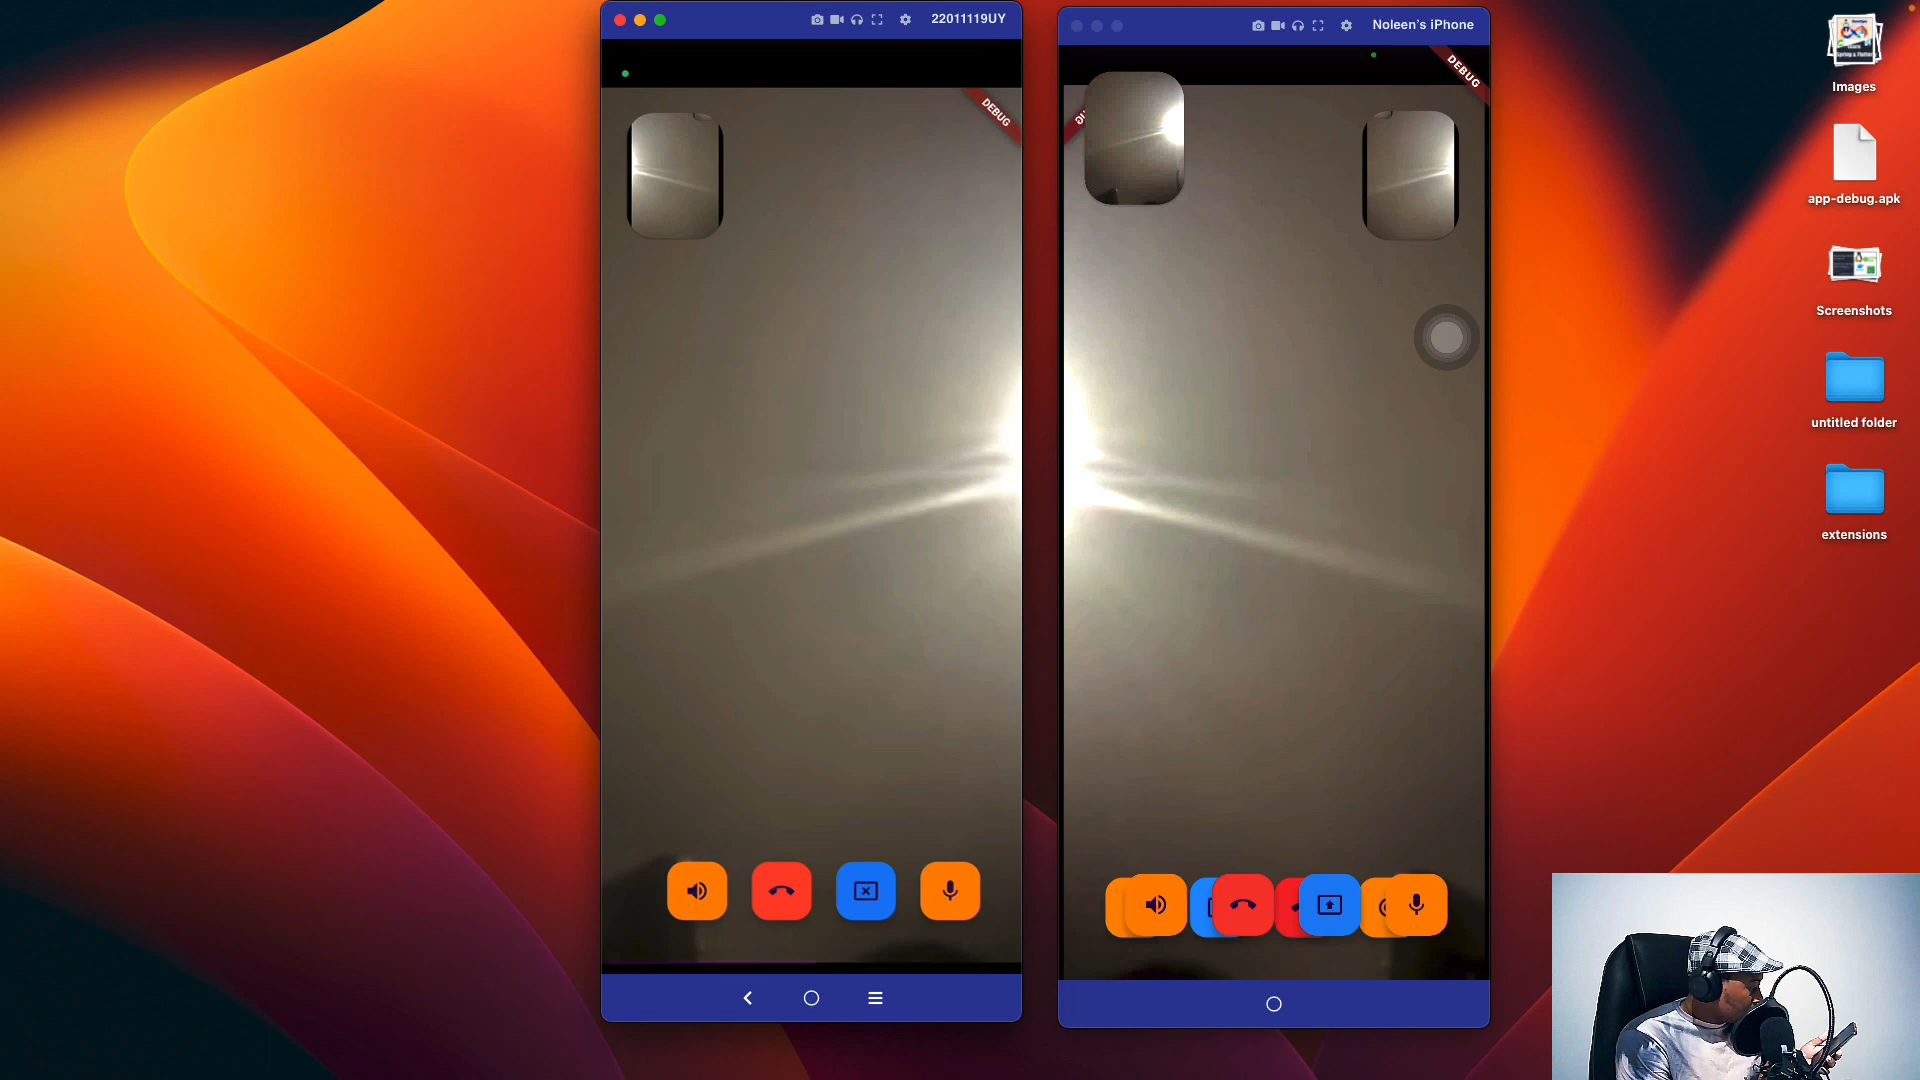 22011119UY
DEBUG
Noleen's iPhone
DEBUG
Images
app-debug.apk
Screenshots
untitled folder
extensions